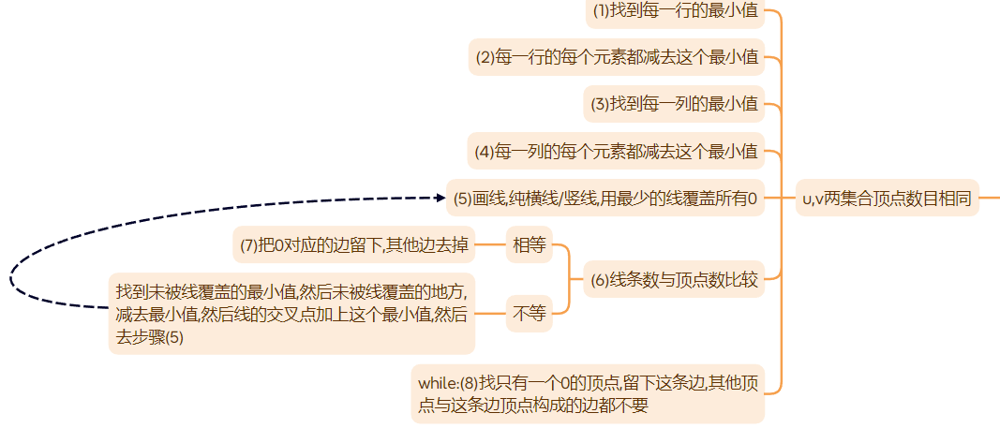 (1)找到每一行的最小值
(2)每一行的每个元素都减去这个最小值
(3)找到每一列的最小值
(4)每一列的每个元素都减去这个最小值
(5)画线,纯横线/竖线,用最少的线覆盖所有0
u,v两集合顶点数目相同
(7)把0对应的边留下,其他边去掉
相等
(6)线条数与顶点数比较
找到未被线覆盖的最小值,然后未被线覆盖的地方,
减去最小值,然后线的交叉点加上这个最小值,然后
去步骤(5)
不等
while:(8)找只有一个0的顶点,留下这条边,其他顶
点与这条边顶点构成的边都不要